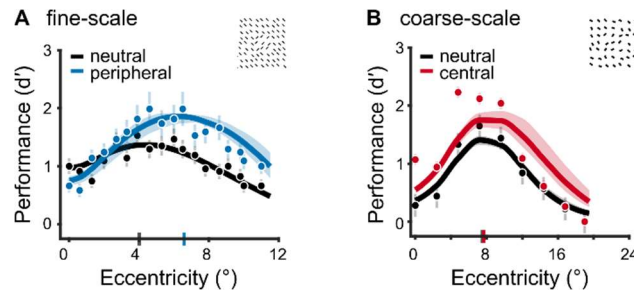 A fine-scale
neutral
peripheral
Performance (d′)
3
2
1
0
0 4 8 12
Eccentricity (°)
B coarse-scale
neutral
central
Performance (d′)
3
2
1
0
0 8 16 24
Eccentricity (°)